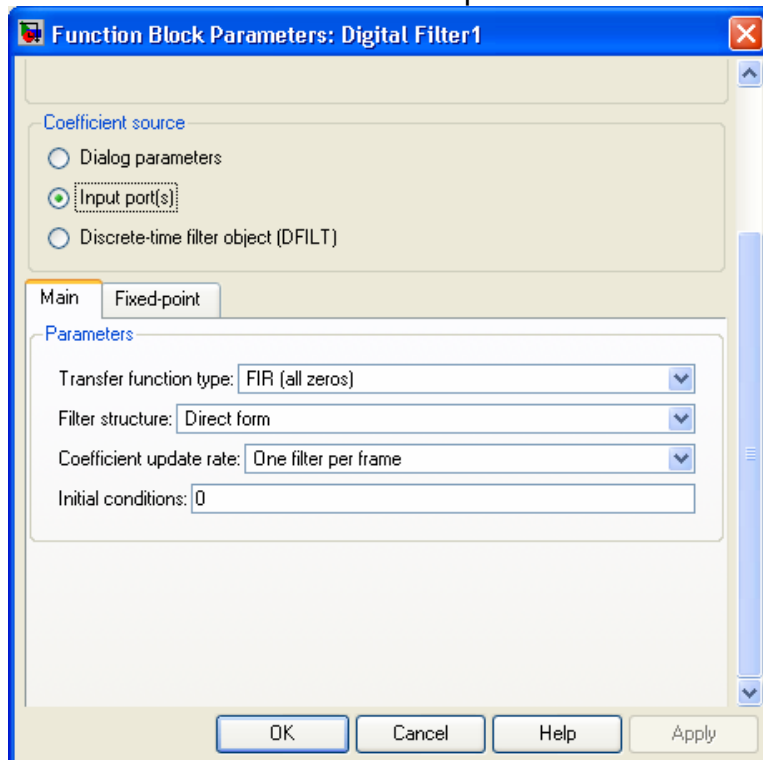 Function Block Parameters: Digital Filter1
Coefficient source
Dialog parameters
Input port(s)
Discrete-time filter object (DFILT)
Main Fixed-point
Parameters
Transfer function type: FIR (all zeros)
Filter structure: Direct form
Coefficient update rate: One filter per frame
Initial conditions: 0
OK Cancel Help Apply